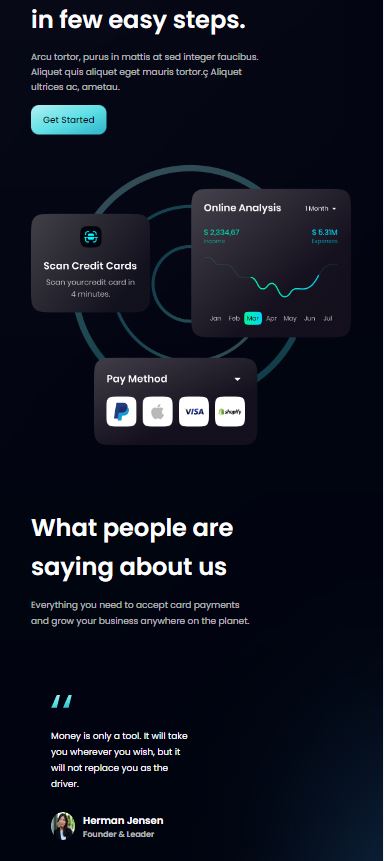 in few easy steps.
Arcu tortor, purus in mattis at sed integer faucibus.
Aliquet quis aliquet eget mauris tortor.ç Aliquet
ultrices ac, ametau.
Get Started
Scan Credit Cards
Scan yourcredit card in
4 minutes.
Online Analysis
1 Month
$ 2,334,67
$ 5.31M
Income
Expenses
Jan Feb Mar Apr May Jun Jul
Pay Method
VISA
shopify
What people are
saying about us
Everything you need to accept card payments
and grow your business anywhere on the planet.
“
Money is only a tool. It will take
you wherever you wish, but it
will not replace you as the
driver.
Herman Jensen
Founder & Leader